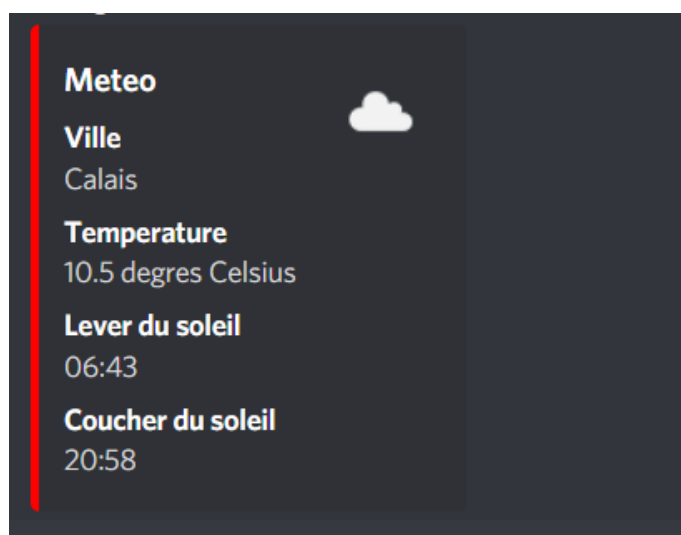 Meteo
Ville
Calais
Temperature
10.5 degres Celsius
Lever du soleil
06:43
Coucher du soleil
20:58